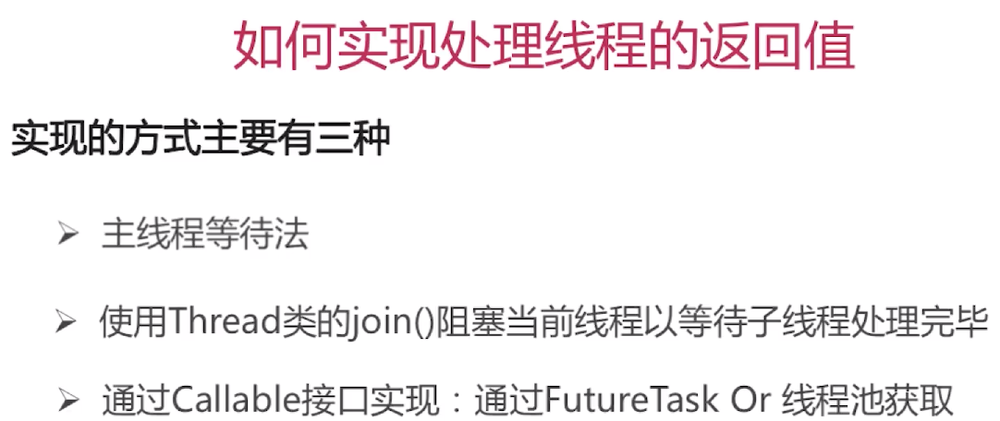 如何实现处理线程的返回值
实现的方式主要有三种
➢ 主线程等待法
➢ 使用Thread类的join()阻塞当前线程以等待子线程处理完毕
➢ 通过Callable接口实现：通过FutureTask Or 线程池获取